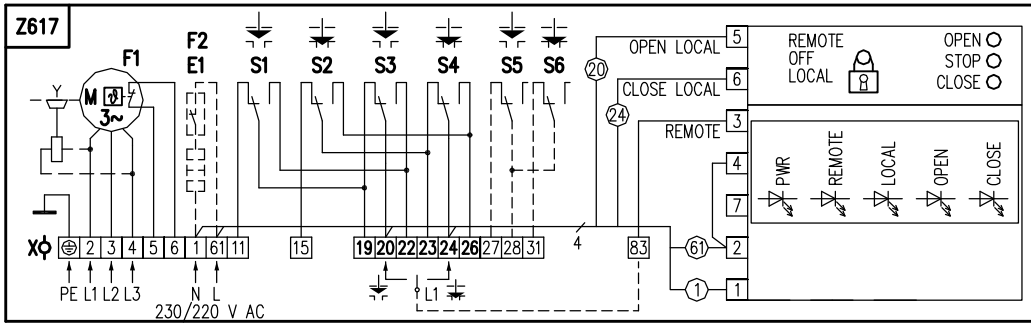 Z617
F1
F2
E1
S1 S2 S3 S4 S5 S6
Y
M ϑ
3~
OPEN LOCAL 5
20
CLOSE LOCAL 6
24
REMOTE 3
4
7
2
1
REMOTE
OFF
LOCAL
OPEN
STOP
CLOSE
PWR
REMOTE
LOCAL
OPEN
CLOSE
X
2 3 4 5 6 1 61 11 15 19 20 22 23 24 26 27 28 31 83
4
61
1
PE L1 L2 L3 N L
230/220 V AC
L1